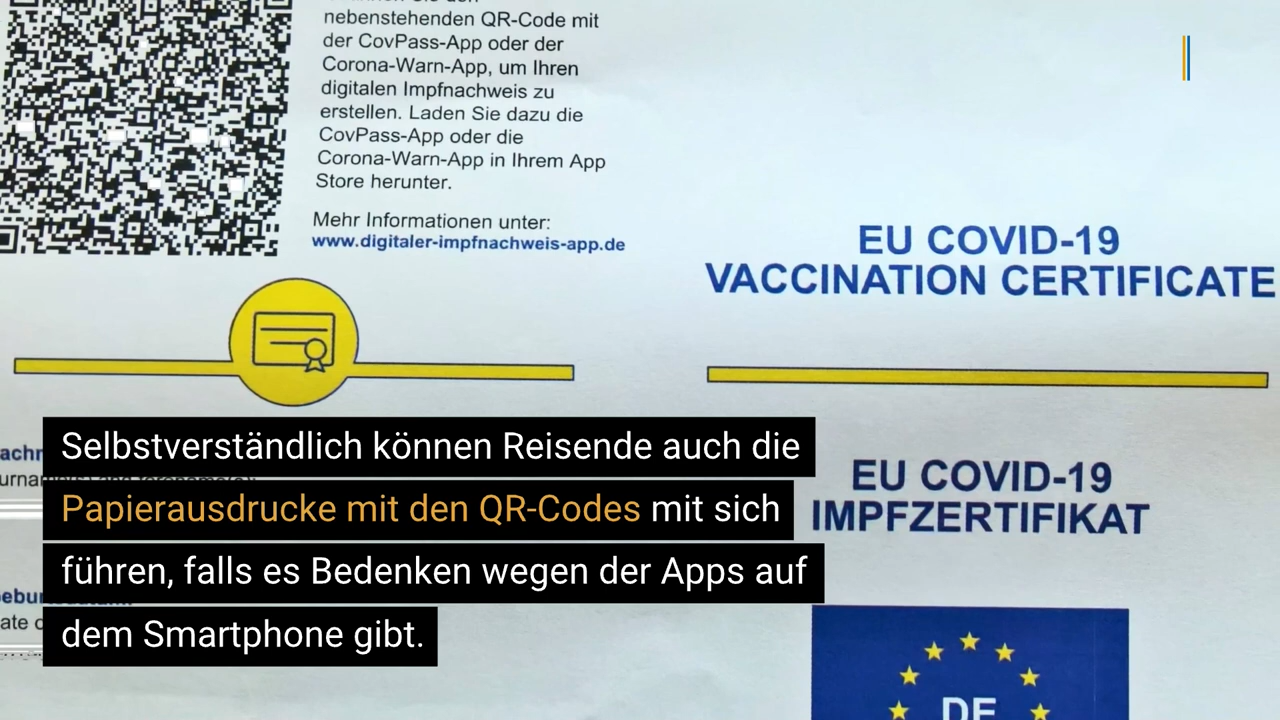 nebenstehenden QR-Code mit
der CovPass-App oder der
Corona-Warn-App, um Ihren
digitalen Impfnachweis zu
erstellen. Laden Sie dazu die
CovPass-App oder die
Corona-Warn-App in Ihrem App
Store herunter.
Mehr Informationen unter:
www.digitaler-impfnachweis-app.de
EU COVID-19
VACCINATION CERTIFICATE
EU COVID-19
IMPFZERTIFIKAT
DE
Selbstverständlich können Reisende auch die
Papierausdrucke mit den QR-Codes mit sich
führen, falls es Bedenken wegen der Apps auf
dem Smartphone gibt.